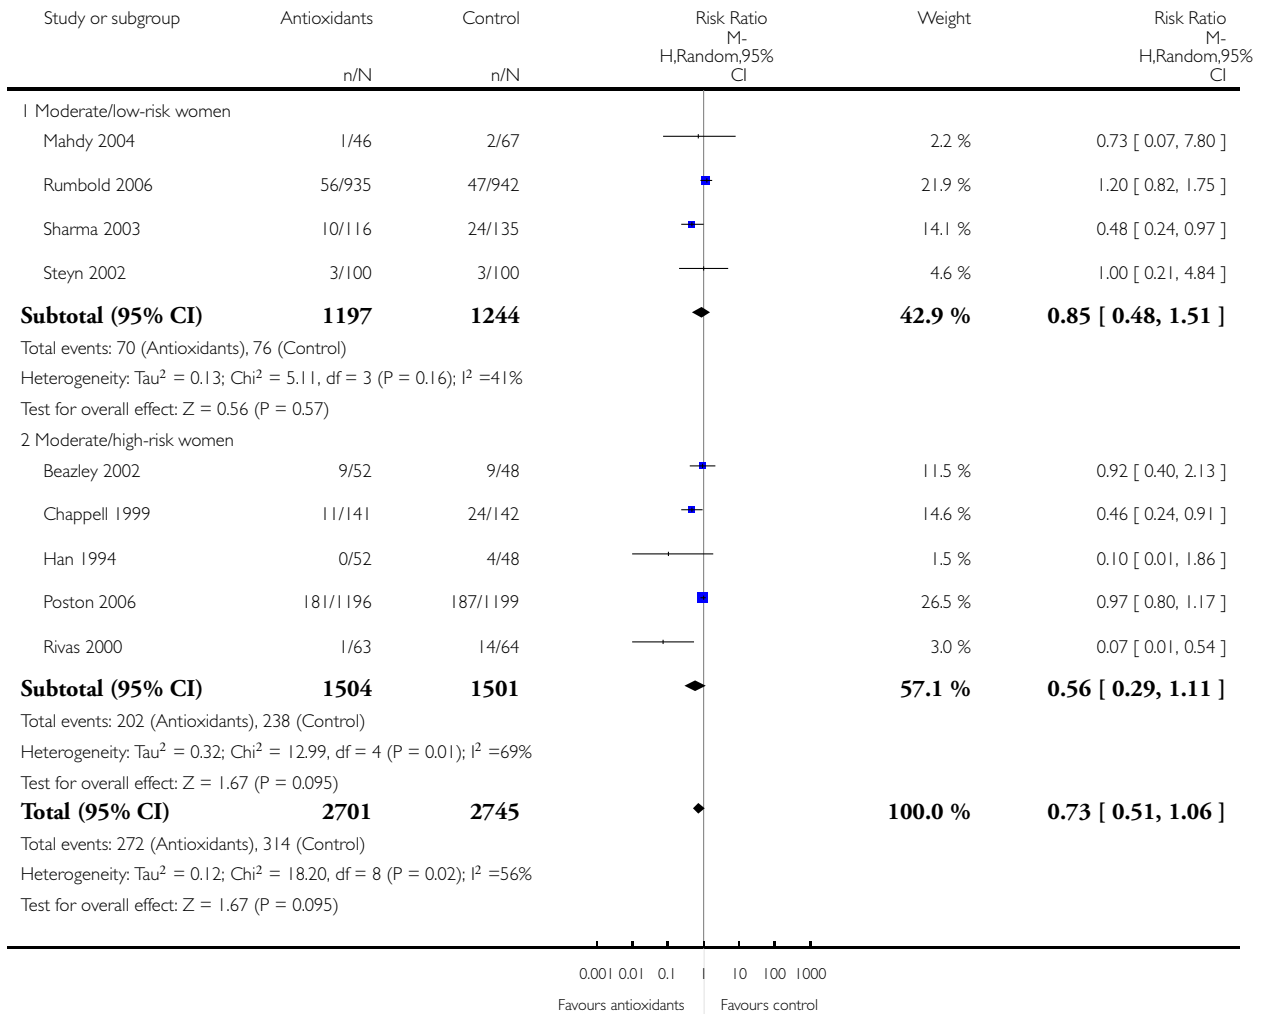 Study or subgroup Antioxidants Control Risk Ratio Weight Risk Ratio
M- M-
H,Random,95% H,Random,95%
n/N n/N CI CI
1 Moderate/low-risk women
Mahdy 2004 1/46 2/67 2.2 % 0.73 [ 0.07, 7.80 ]
Rumbold 2006 56/935 47/942 21.9 % 1.20 [ 0.82, 1.75 ]
Sharma 2003 10/116 24/135 14.1 % 0.48 [ 0.24, 0.97 ]
Steyn 2002 3/100 3/100 4.6 % 1.00 [ 0.21, 4.84 ]
Subtotal (95% CI) 1197 1244 42.9 % 0.85 [ 0.48, 1.51 ]
Total events: 70 (Antioxidants), 76 (Control)
Heterogeneity: Tau² = 0.13; Chi² = 5.11, df = 3 (P = 0.16); I² =41%
Test for overall effect: Z = 0.56 (P = 0.57)
2 Moderate/high-risk women
Beazley 2002 9/52 9/48 11.5 % 0.92 [ 0.40, 2.13 ]
Chappell 1999 11/141 24/142 14.6 % 0.46 [ 0.24, 0.91 ]
Han 1994 0/52 4/48 1.5 % 0.10 [ 0.01, 1.86 ]
Poston 2006 181/1196 187/1199 26.5 % 0.97 [ 0.80, 1.17 ]
Rivas 2000 1/63 14/64 3.0 % 0.07 [ 0.01, 0.54 ]
Subtotal (95% CI) 1504 1501 57.1 % 0.56 [ 0.29, 1.11 ]
Total events: 202 (Antioxidants), 238 (Control)
Heterogeneity: Tau² = 0.32; Chi² = 12.99, df = 4 (P = 0.01); I² =69%
Test for overall effect: Z = 1.67 (P = 0.095)
Total (95% CI) 2701 2745 100.0 % 0.73 [ 0.51, 1.06 ]
Total events: 272 (Antioxidants), 314 (Control)
Heterogeneity: Tau² = 0.12; Chi² = 18.20, df = 8 (P = 0.02); I² =56%
Test for overall effect: Z = 1.67 (P = 0.095)
0.001 0.01 0.1 1 10 100 1000
Favours antioxidants Favours control